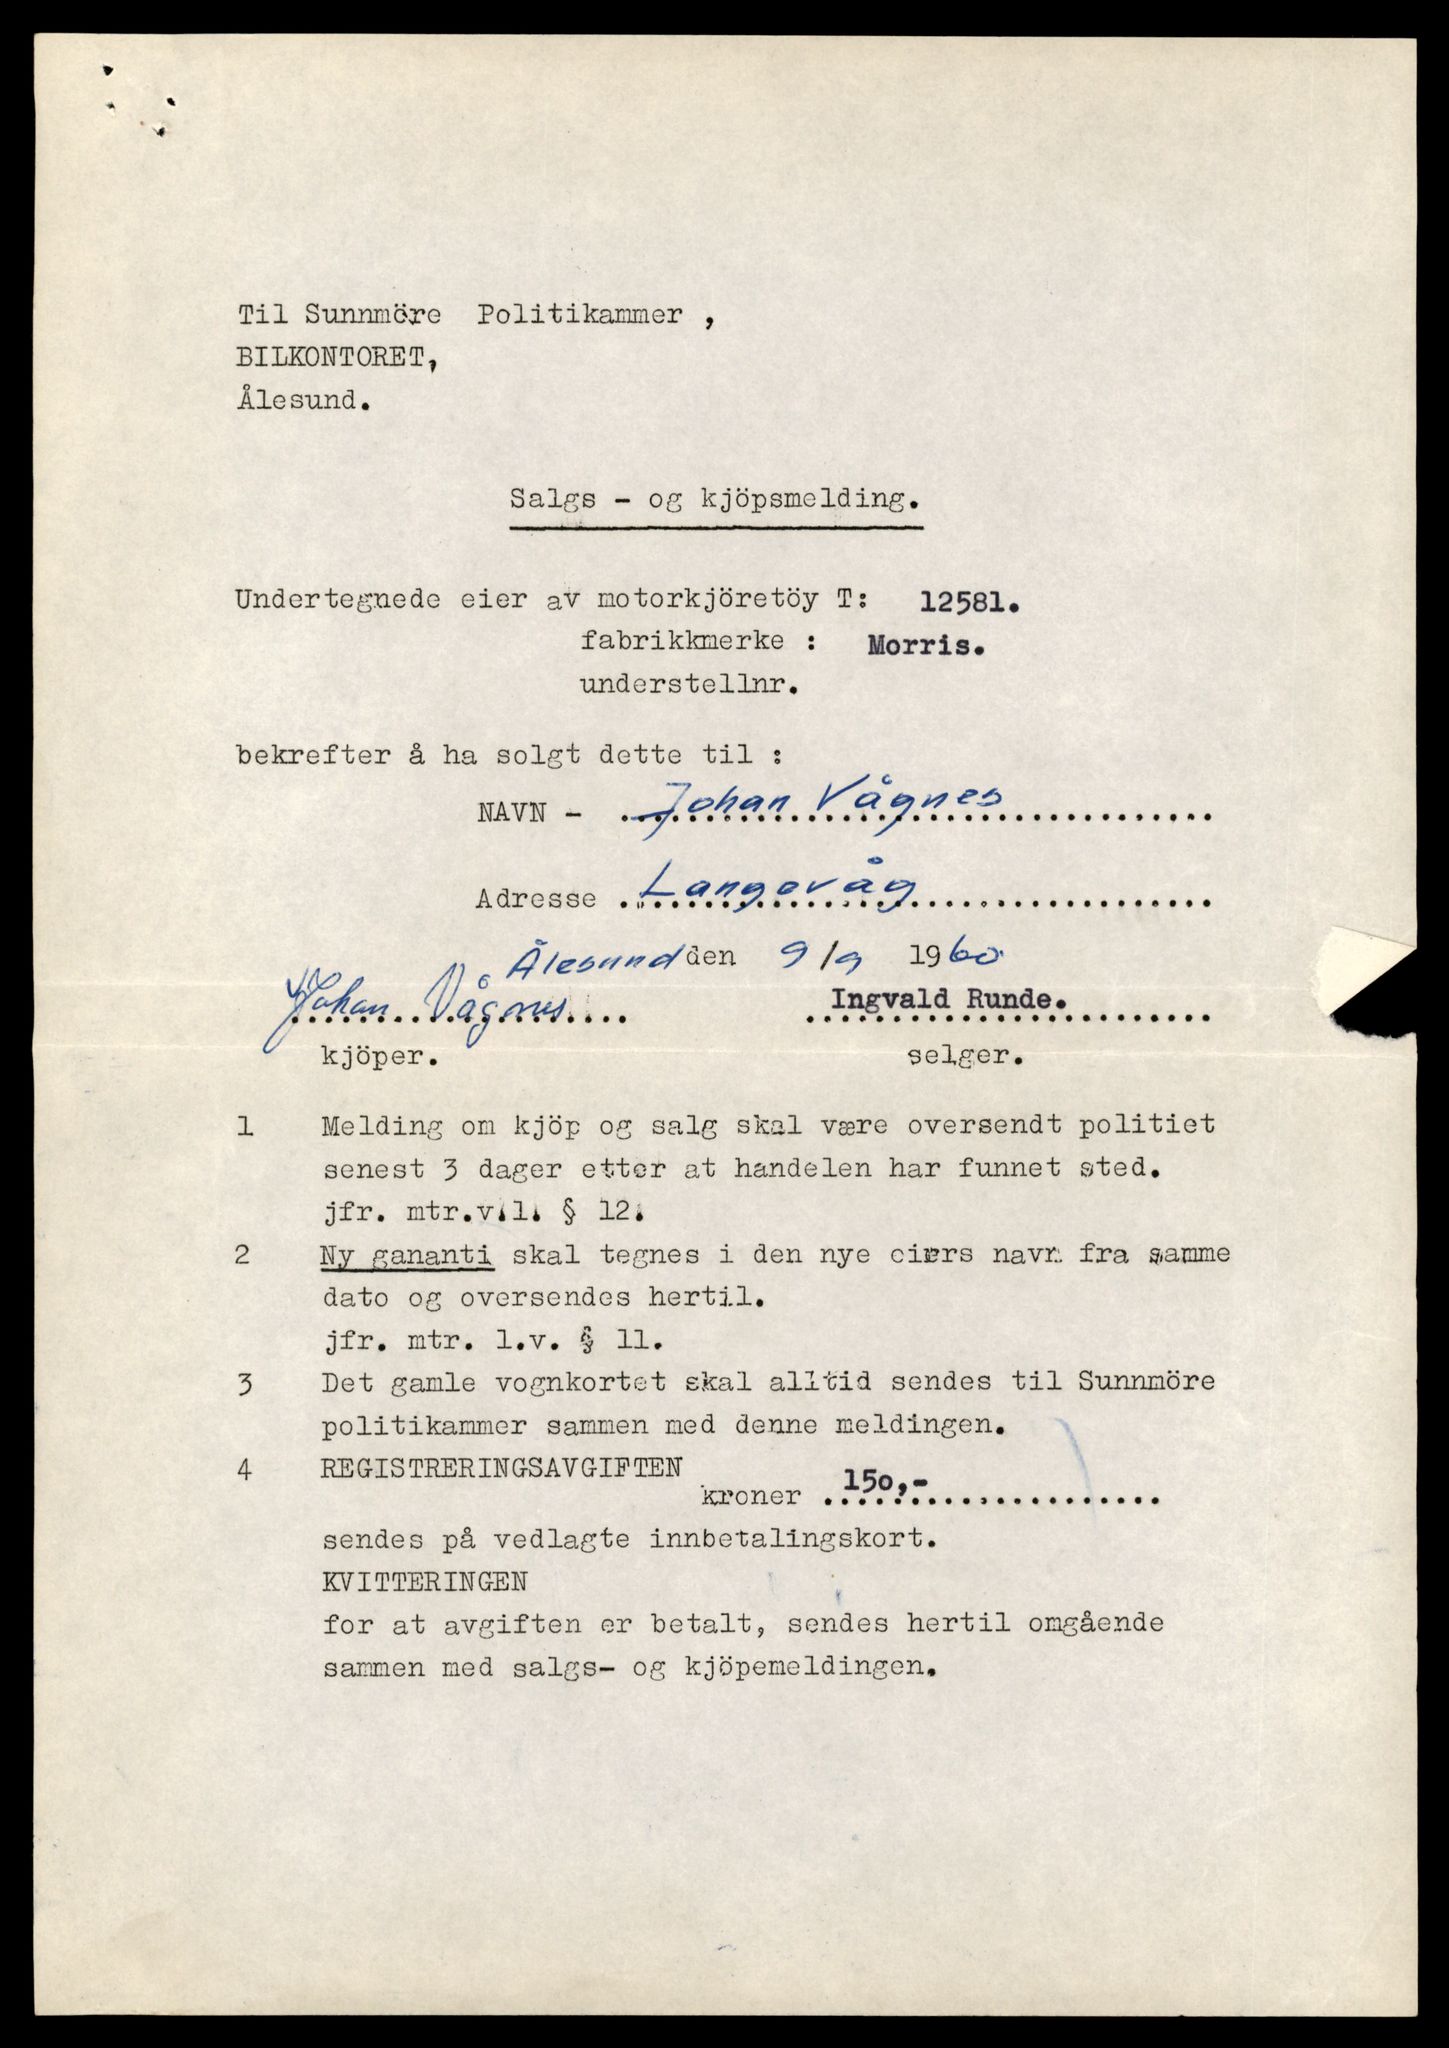 Til Sunnmöre Politikammer ,
BILKONTORET,
Ålesund.
Salgs - og kjöpsmelding.
Undertegnede eier av motorkjöretöy T: 12581.
fabrikkmerke : Morris.
understellnr.
bekrefter å ha solgt dette til :
NAVN - Johan Vågnes
Adresse Langevåg
Ålesund den 9/9 1960
Johan Vågnes Ingvald Runde.
kjöper. selger.
1 Melding om kjöp og salg skal være oversendt politiet
senest 3 dager etter at handelen har funnet sted.
jfr. mtr.v.l. § 12.
2 Ny gananti skal tegnes i den nye eiers navn fra samme
dato og oversendes hertil.
jfr. mtr. l.v. § 11.
3 Det gamle vognkortet skal alltid sendes til Sunnmöre
politikammer sammen med denne meldingen.
4 REGISTRERINGSAVGIFTEN
kroner 150,-
sendes på vedlagte innbetalingskort.
KVITTERINGEN
for at avgiften er betalt, sendes hertil omgående
sammen med salgs- og kjöpemeldingen.